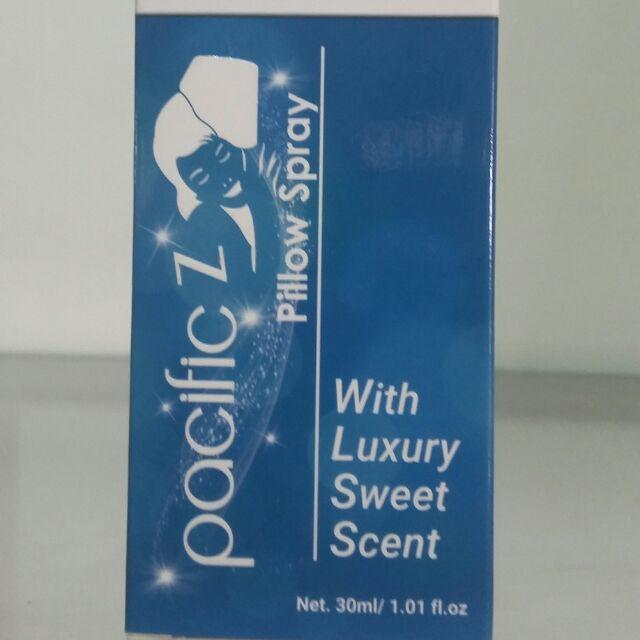 pacific Z
Pillow Spray
With
Luxury
Sweet
Scent
Net. 30ml/ 1.01 fl.oz